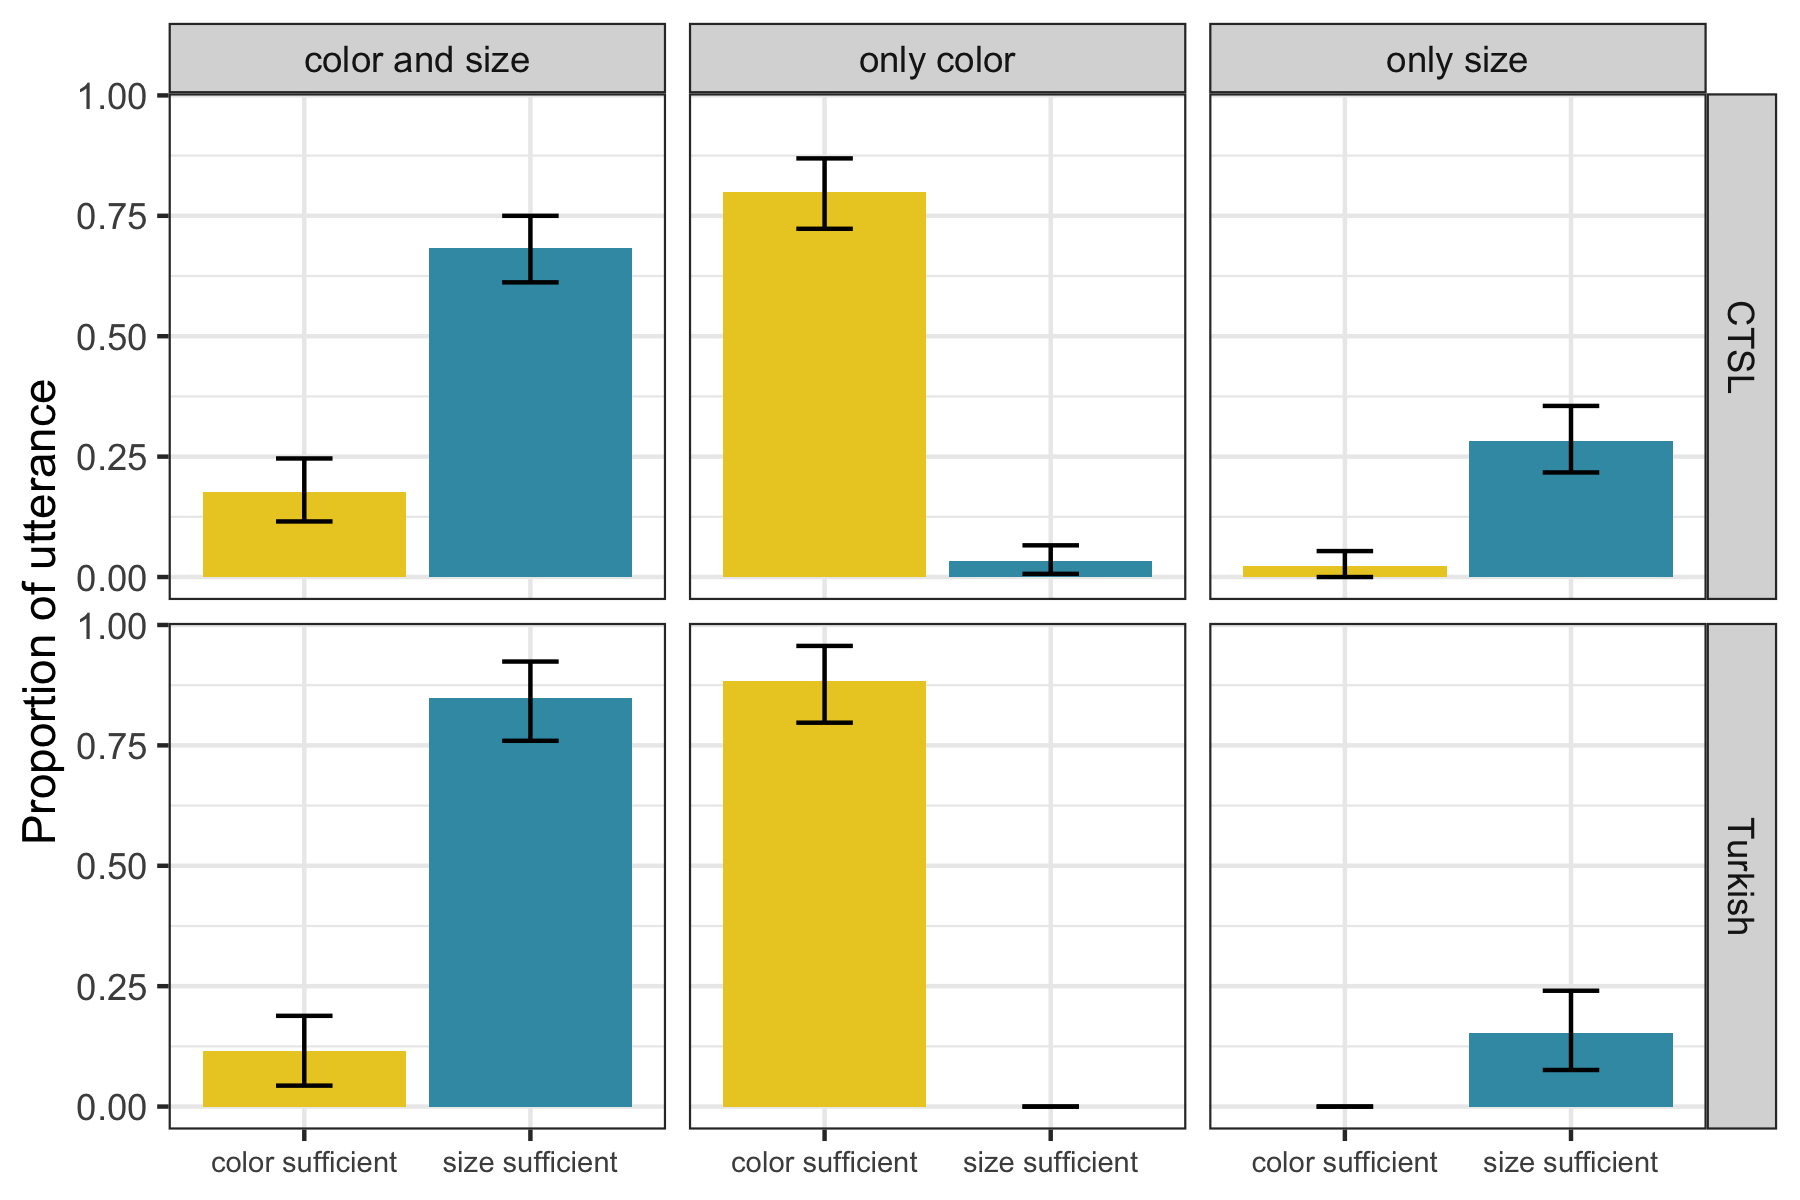 color and size
only color
only size
Proportion of utterance
1.00
0.75
0.50
0.25
0.00
CTSL
1.00
0.75
0.50
0.25
0.00
Turkish
color sufficient
size sufficient
color sufficient
size sufficient
color sufficient
size sufficient